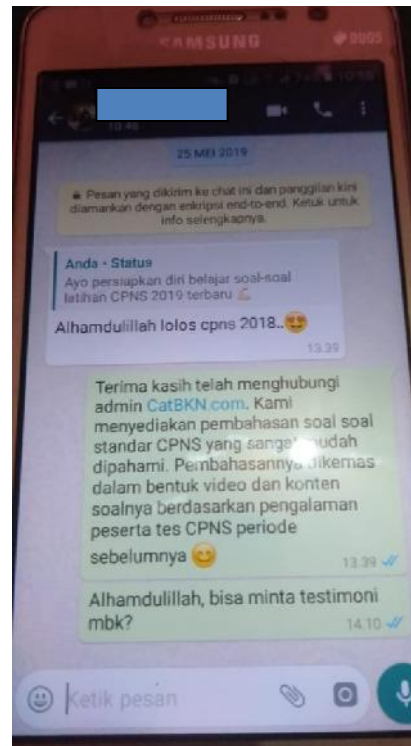 SAMSUNG
10.46
25 MEI 2019
Pesan yang dikirim ke chat ini dan panggilan kini
diamankan dengan enkripsi end-to-end. Ketuk untuk
info selengkapnya.
Anda • Status
Ayo persiapkan diri belajar soal-soal
latihan CPNS 2019 terbaru 💪
Alhamdulillah lolos cpns 2018..😍
13.39
Terima kasih telah menghubungi
admin CatBKN.com. Kami
menyediakan pembahasan soal soal
standar CPNS yang sangat mudah
dipahami. Pembahasannya dikemas
dalam bentuk video dan konten
soalnya berdasarkan pengalaman
peserta tes CPNS periode
sebelumnya 😊
13.39
Alhamdulillah, bisa minta testimoni
mbk?
14.10
Ketik pesan